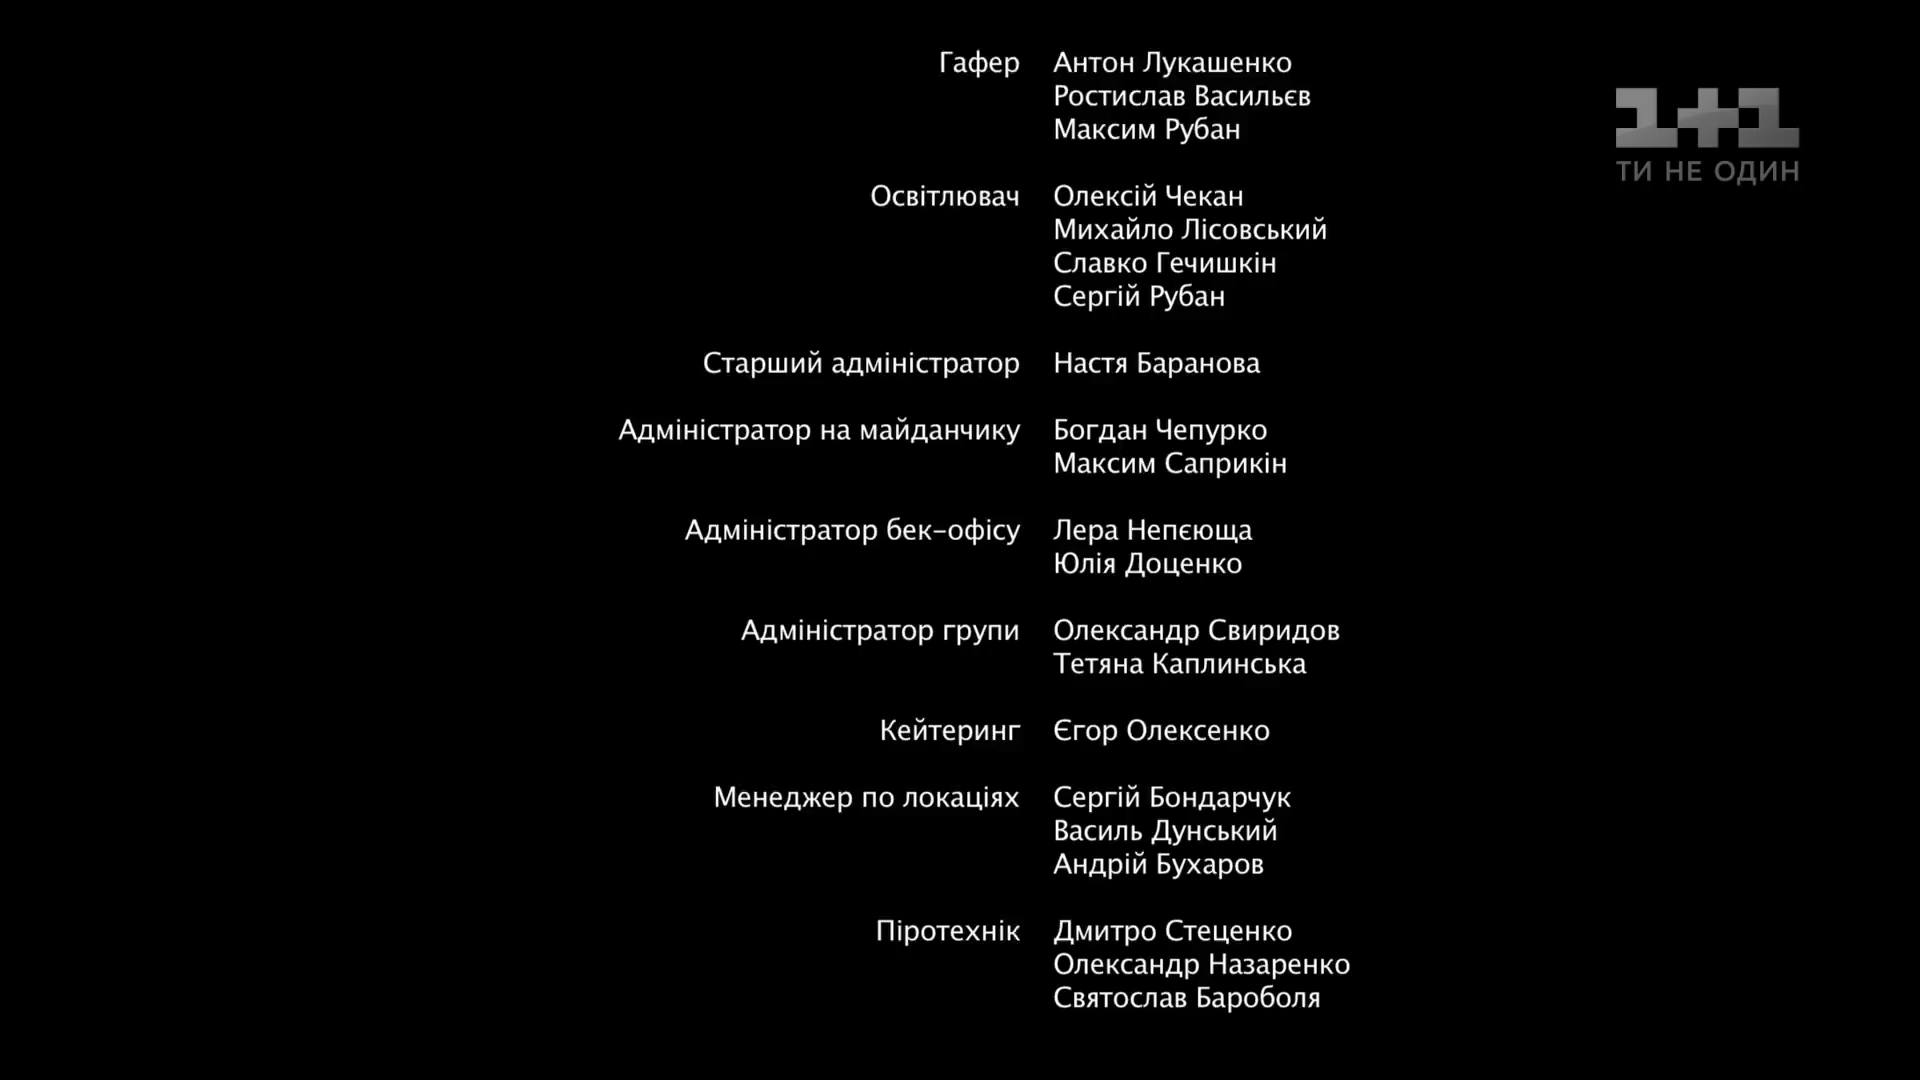 Гафер Антон Лукашенко
Ростислав Васильєв
Максим Рубан
1+1
ТИ НЕ ОДИН
Освітлювач Олексій Чекан
Михайло Лісовський
Славко Гечишкін
Сергій Рубан
Старший адміністратор Настя Баранова
Адміністратор на майданчику Богдан Чепурко
Максим Саприкін
Адміністратор бек-офісу Лера Непєюща
Юлія Доценко
Адміністратор групи Олександр Свиридов
Тетяна Каплинська
Кейтеринг Єгор Олексенко
Менеджер по локаціях Сергій Бондарчук
Василь Дунський
Андрій Бухаров
Піротехнік Дмитро Стеценко
Олександр Назаренко
Святослав Бароболя